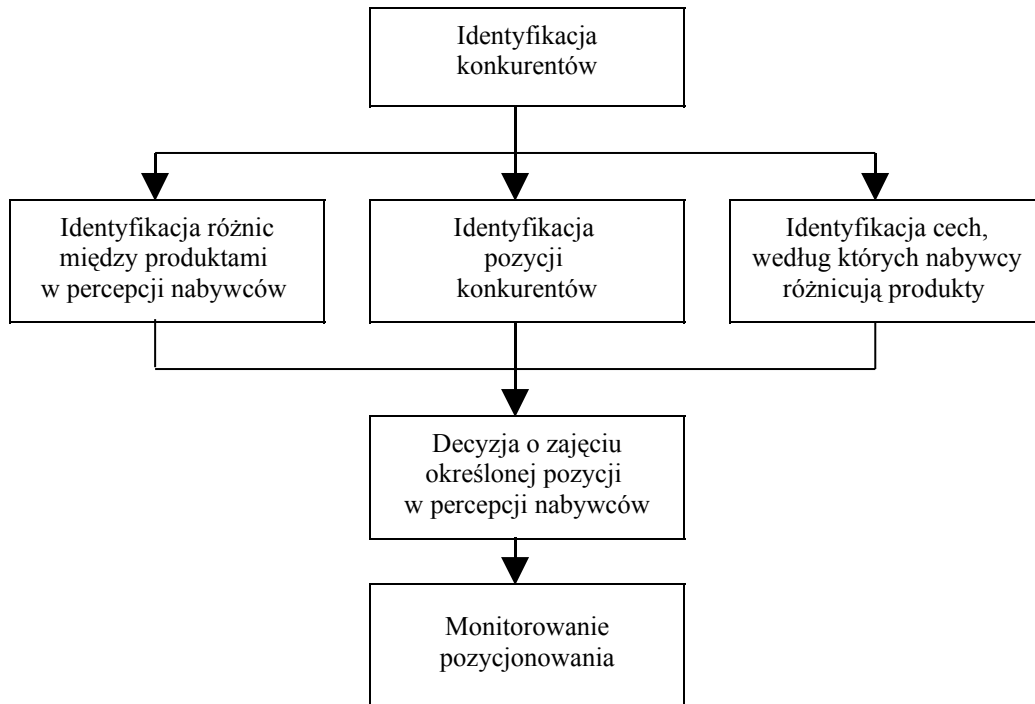 Identyfikacja
konkurentów
Identyfikacja różnic
między produktami
w percepcji nabywców
Identyfikacja
pozycji
konkurentów
Identyfikacja cech,
według których nabywcy
różnicują produkty
Decyzja o zajęciu
określonej pozycji
w percepcji nabywców
Monitorowanie
pozycjonowania